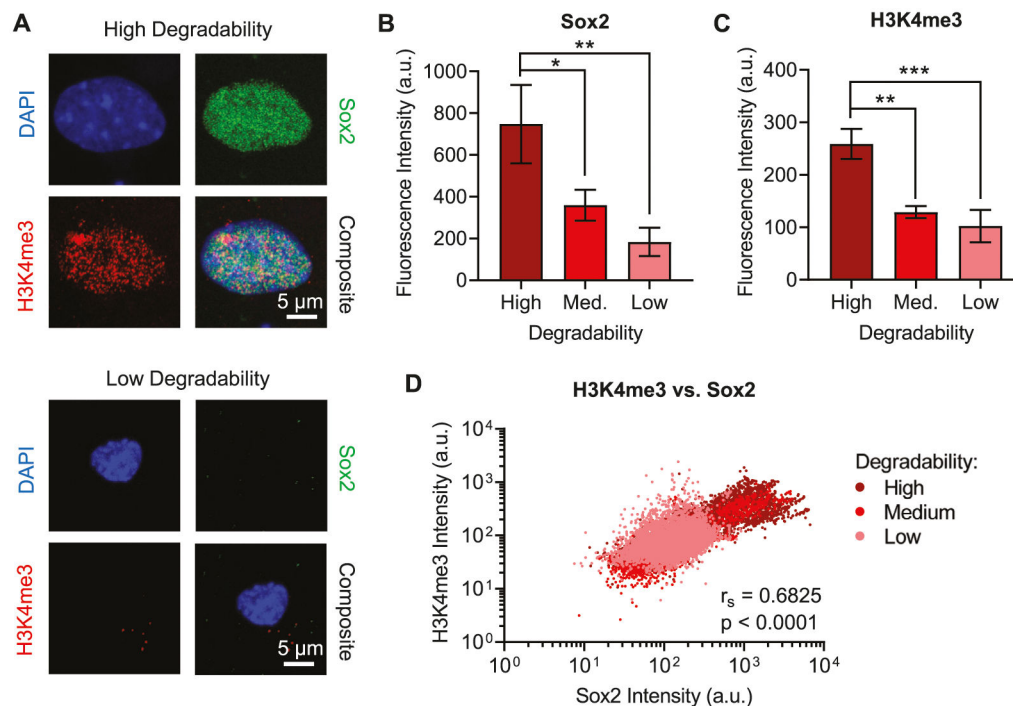 A
High Degradability
DAPI
Sox2
H3K4me3
Composite
5 µm
Low Degradability
DAPI
Sox2
H3K4me3
Composite
5 µm
B
Sox2
**
*
Fluorescence Intensity (a.u.)
1000
800
600
400
200
0
High Med. Low
Degradability
C
H3K4me3
***
**
Fluorescence Intensity (a.u.)
400
300
200
100
0
High Med. Low
Degradability
D
H3K4me3 vs. Sox2
H3K4me3 Intensity (a.u.)
10⁴
10³
10²
10¹
10⁰
10⁰ 10¹ 10² 10³ 10⁴
Sox2 Intensity (a.u.)
rₛ = 0.6825
p < 0.0001
Degradability:
High
Medium
Low